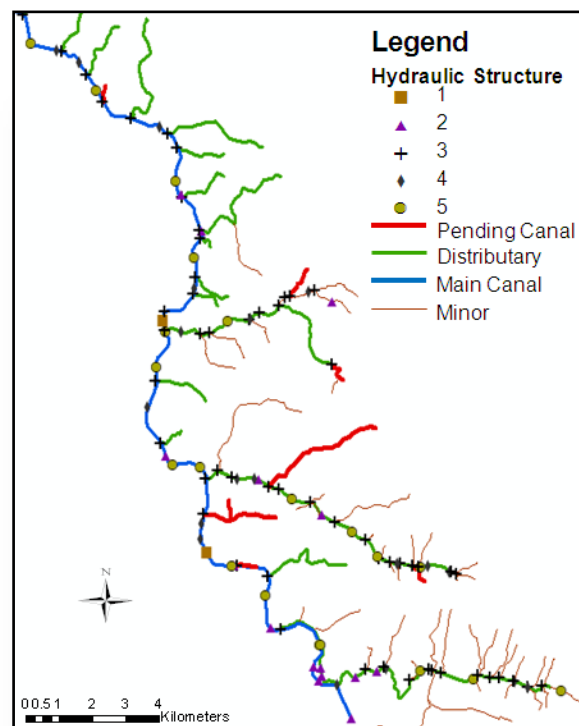 Legend
Hydraulic Structure
1
2
3
4
5
Pending Canal
Distributary
Main Canal
Minor
N
0 0.5 1 2 3 4
Kilometers